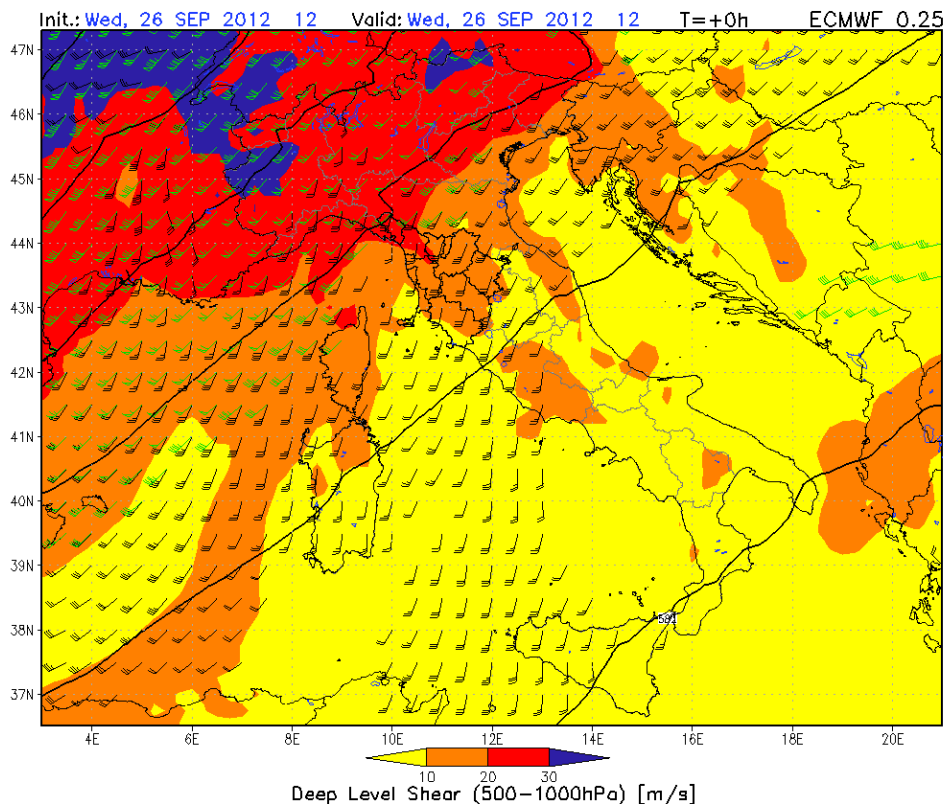 Init.: Wed, 26 SEP 2012 12 Valid: Wed, 26 SEP 2012 12 T=+0h ECMWF 0.25
47N
46N
45N
44N
43N
42N
41N
40N
39N
38N
37N
584
4E 6E 8E 10E 12E 14E 16E 18E 20E
10 20 30
Deep Level Shear (500-1000hPa) [m/s]